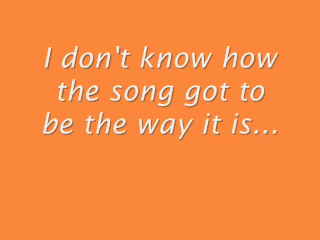 I don't know how
the song got to
be the way it is...